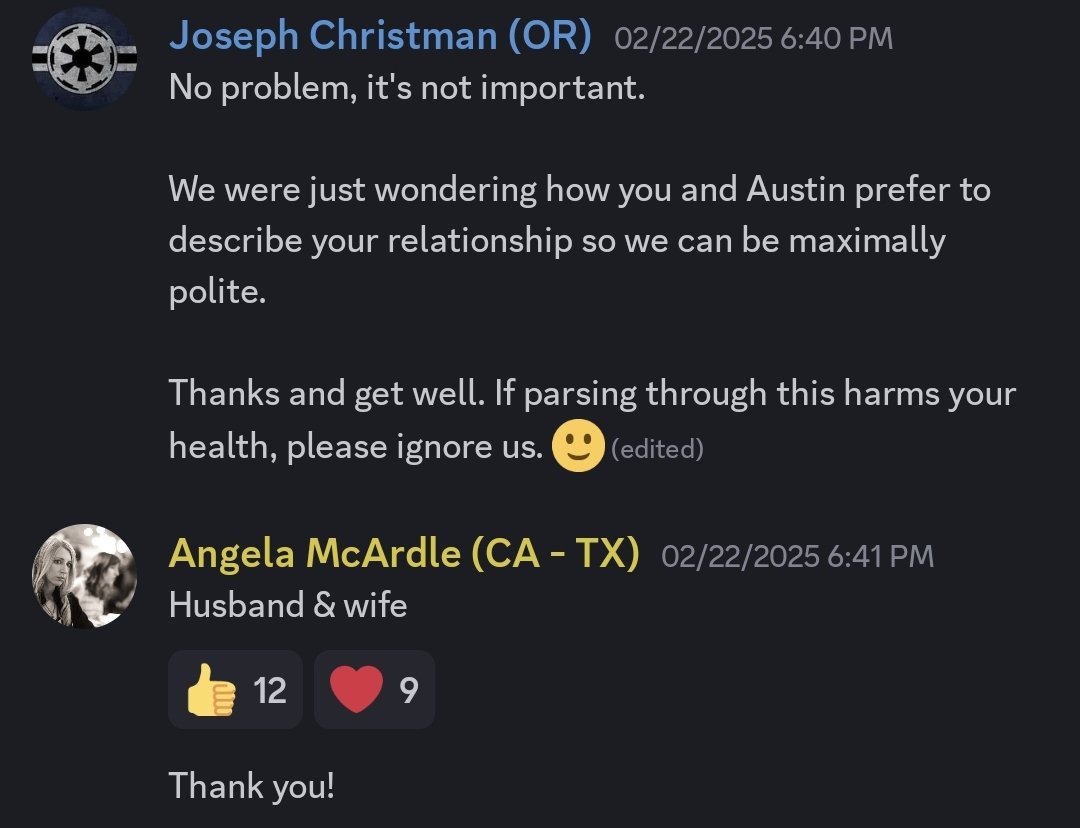 Joseph Christman (OR) 02/22/2025 6:40 PM
No problem, it's not important.
We were just wondering how you and Austin prefer to
describe your relationship so we can be maximally
polite.
Thanks and get well. If parsing through this harms your
health, please ignore us. 🙂 (edited)
Angela McArdle (CA - TX) 02/22/2025 6:41 PM
Husband & wife
👍 12 ❤️ 9
Thank you!